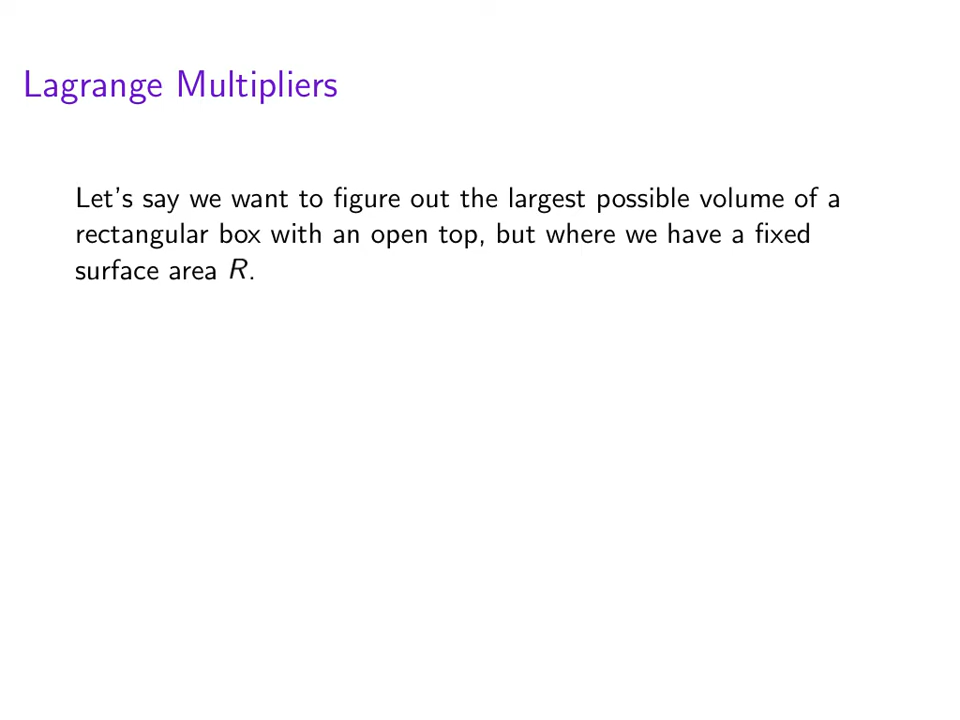 Lagrange Multipliers
Let's say we want to figure out the largest possible volume of a
rectangular box with an open top, but where we have a fixed
surface area R.